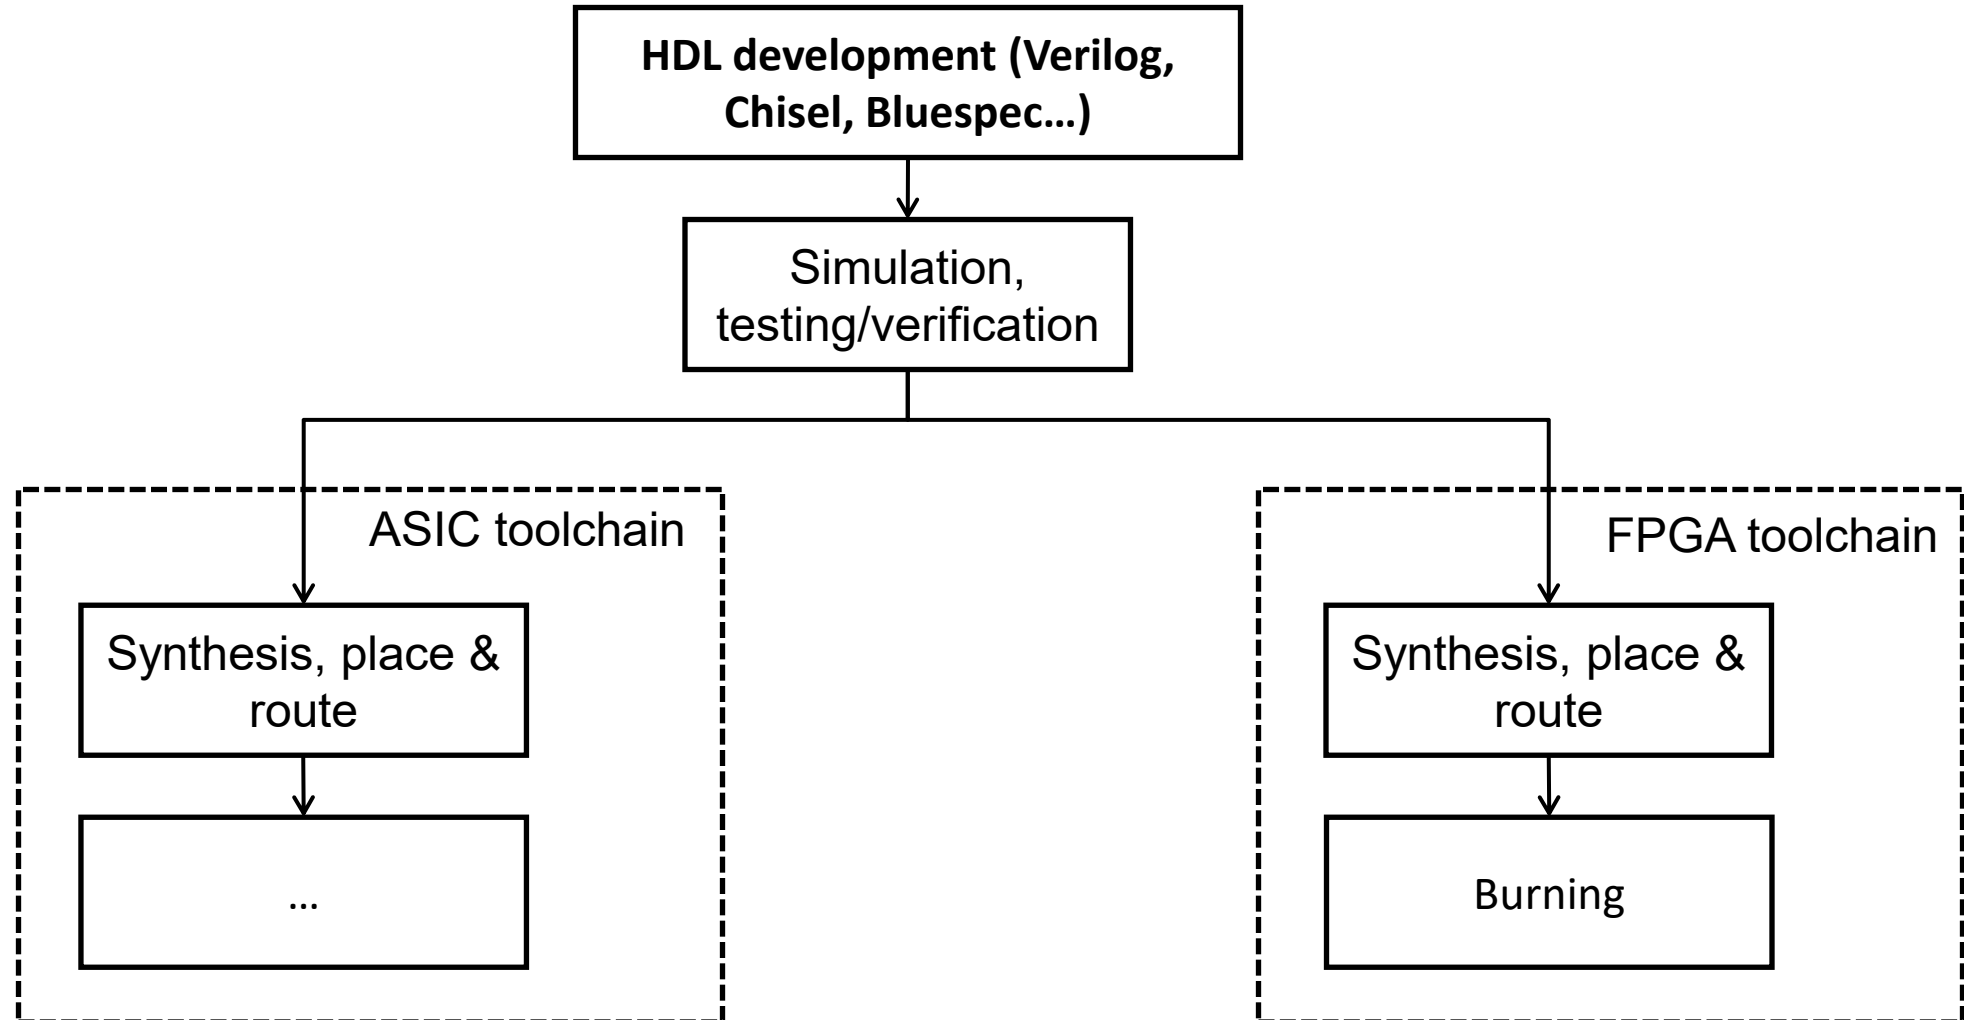 HDL development (Verilog,
Chisel, Bluespec…)
Simulation,
testing/verification
ASIC toolchain
Synthesis, place &
route
…
FPGA toolchain
Synthesis, place &
route
Burning